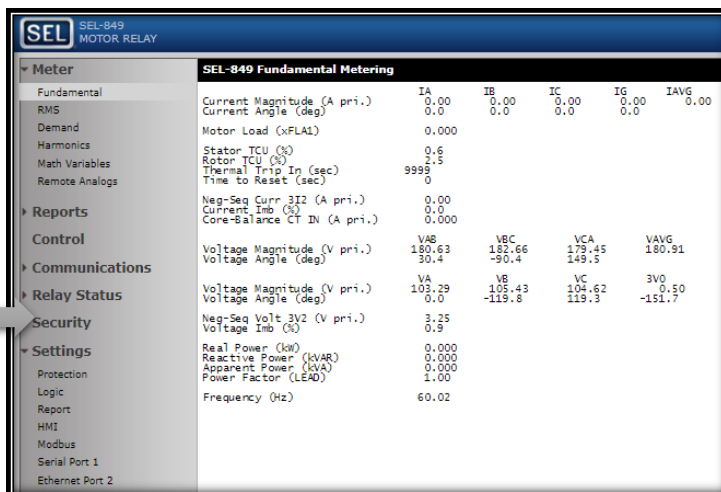 SEL SEL-849
MOTOR RELAY
Meter
Fundamental
RMS
Demand
Harmonics
Math Variables
Remote Analogs
Reports
Control
Communications
Relay Status
Security
Settings
Protection
Logic
Report
HMI
Modbus
Serial Port 1
Ethernet Port 2
SEL-849 Fundamental Metering
IA IB IC IG IAVG
Current Magnitude (A pri.) 0.00 0.00 0.00 0.00 0.00
Current Angle (deg) 0.0 0.0 0.0 0.0
Motor Load (xFLA1) 0.000
Stator TCU (%) 0.6
Rotor TCU (%) 2.5
Thermal Trip In (sec) 9999
Time to Reset (sec) 0
Neg-Seq Curr 3I2 (A pri.) 0.00
Current Imb (%) 0.0
Core-Balance CT IN (A pri.) 0.000
VAB VBC VCA VAVG
Voltage Magnitude (V pri.) 180.63 182.66 179.45 180.91
Voltage Angle (deg) 30.4 -90.4 149.5
VA VB VC 3V0
Voltage Magnitude (V pri.) 103.29 105.43 104.62 0.50
Voltage Angle (deg) 0.0 -119.8 119.3 -151.7
Neg-Seq Volt 3V2 (V pri.) 3.25
Voltage Imb (%) 0.9
Real Power (kW) 0.000
Reactive Power (kVAR) 0.000
Apparent Power (kVA) 0.000
Power Factor (LEAD) 1.00
Frequency (Hz) 60.02